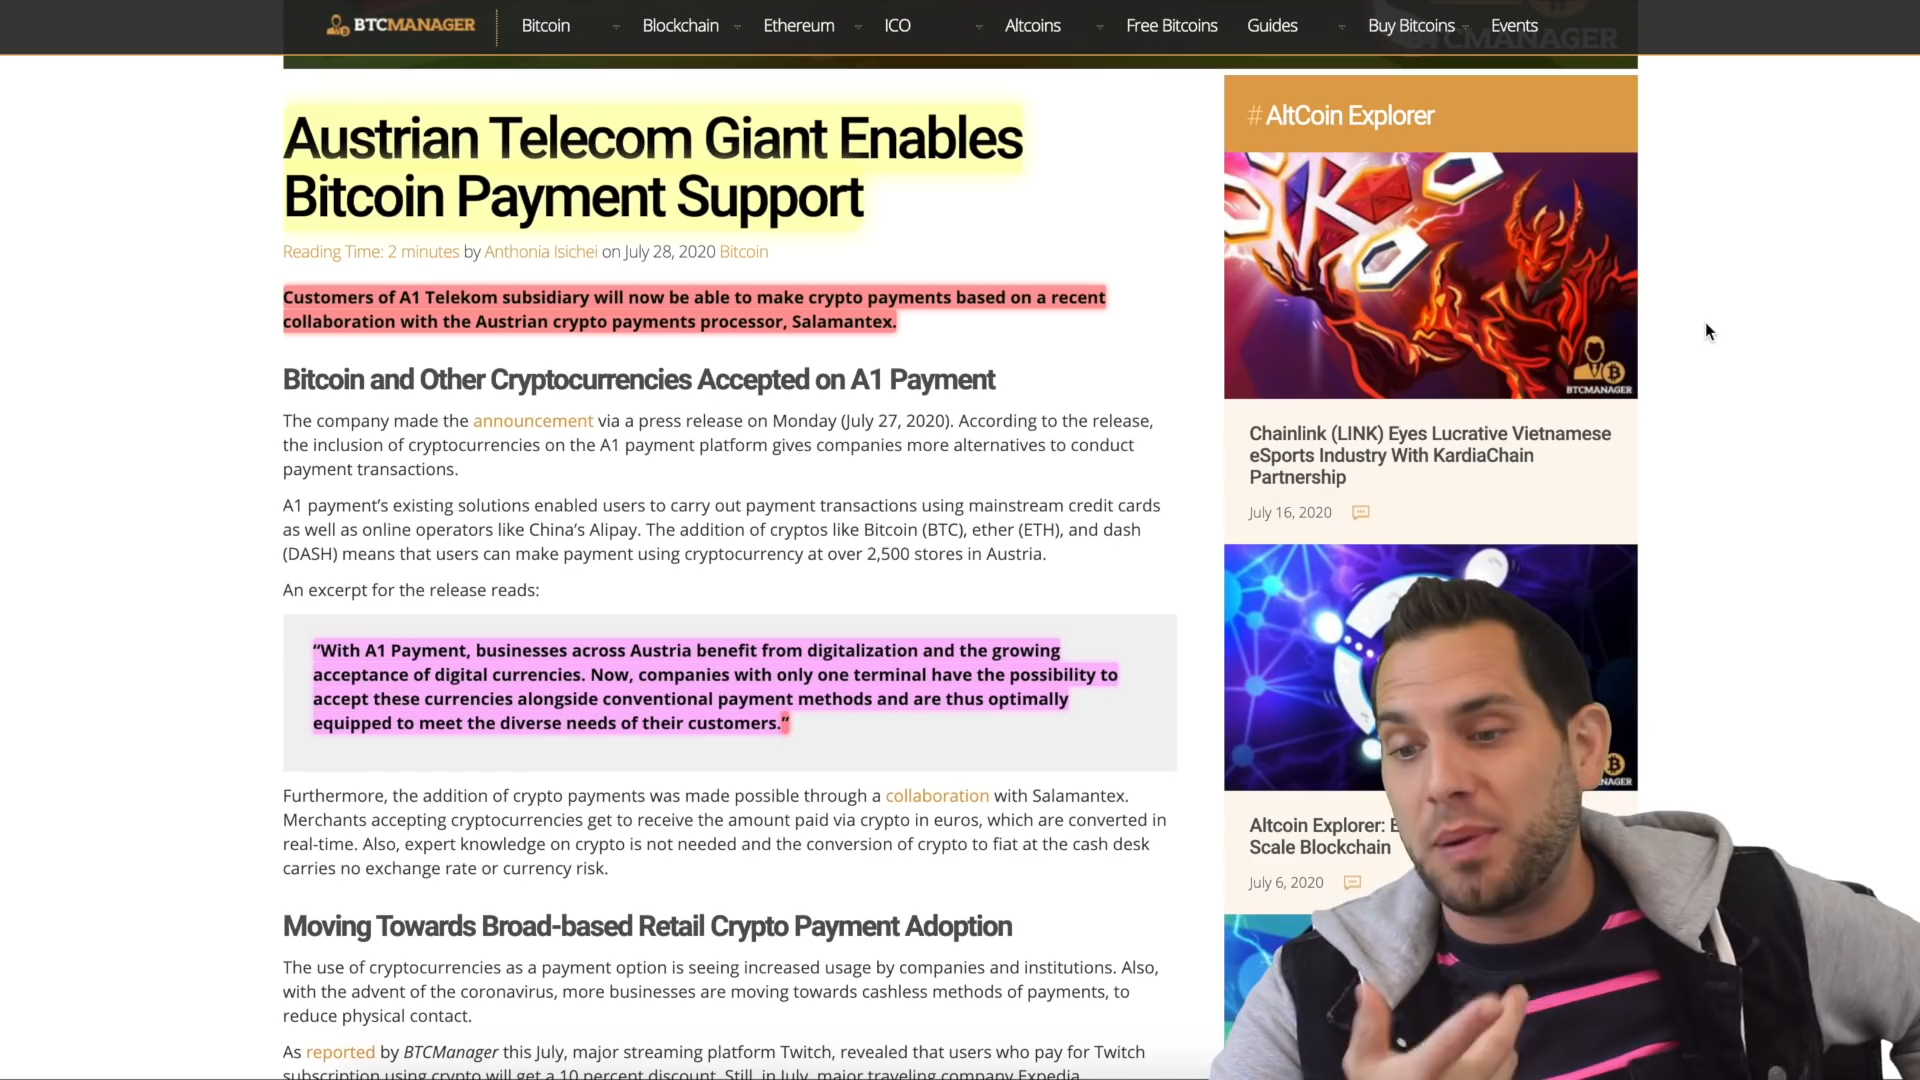 BTCMANAGER
Bitcoin
Blockchain
Ethereum
ICO
Altcoins
Free Bitcoins
Guides
Buy Bitcoins
Events
BTCMANAGER
Austrian Telecom Giant Enables
Bitcoin Payment Support
Reading Time: 2 minutes by Anthonia Isichei on July 28, 2020 Bitcoin
Customers of A1 Telekom subsidiary will now be able to make crypto payments based on a recent
collaboration with the Austrian crypto payments processor, Salamantex.
Bitcoin and Other Cryptocurrencies Accepted on A1 Payment
The company made the announcement via a press release on Monday (July 27, 2020). According to the release,
the inclusion of cryptocurrencies on the A1 payment platform gives companies more alternatives to conduct
payment transactions.
A1 payment’s existing solutions enabled users to carry out payment transactions using mainstream credit cards
as well as online operators like China’s Alipay. The addition of cryptos like Bitcoin (BTC), ether (ETH), and dash
(DASH) means that users can make payment using cryptocurrency at over 2,500 stores in Austria.
An excerpt for the release reads:
“With A1 Payment, businesses across Austria benefit from digitalization and the growing
acceptance of digital currencies. Now, companies with only one terminal have the possibility to
accept these currencies alongside conventional payment methods and are thus optimally
equipped to meet the diverse needs of their customers.”
Furthermore, the addition of crypto payments was made possible through a collaboration with Salamantex.
Merchants accepting cryptocurrencies get to receive the amount paid via crypto in euros, which are converted in
real-time. Also, expert knowledge on crypto is not needed and the conversion of crypto to fiat at the cash desk
carries no exchange rate or currency risk.
Moving Towards Broad-based Retail Crypto Payment Adoption
The use of cryptocurrencies as a payment option is seeing increased usage by companies and institutions. Also,
with the advent of the coronavirus, more businesses are moving towards cashless methods of payments, to
reduce physical contact.
As reported by BTCManager this July, major streaming platform Twitch, revealed that users who pay for Twitch
subscription using crypto will get a 10 percent discount. Still, in July, major traveling company Expedia
# AltCoin Explorer
BTCMANAGER
Chainlink (LINK) Eyes Lucrative Vietnamese
eSports Industry With KardiaChain
Partnership
July 16, 2020
NAGER
Altcoin Explorer:
Scale Blockchain
July 6, 2020